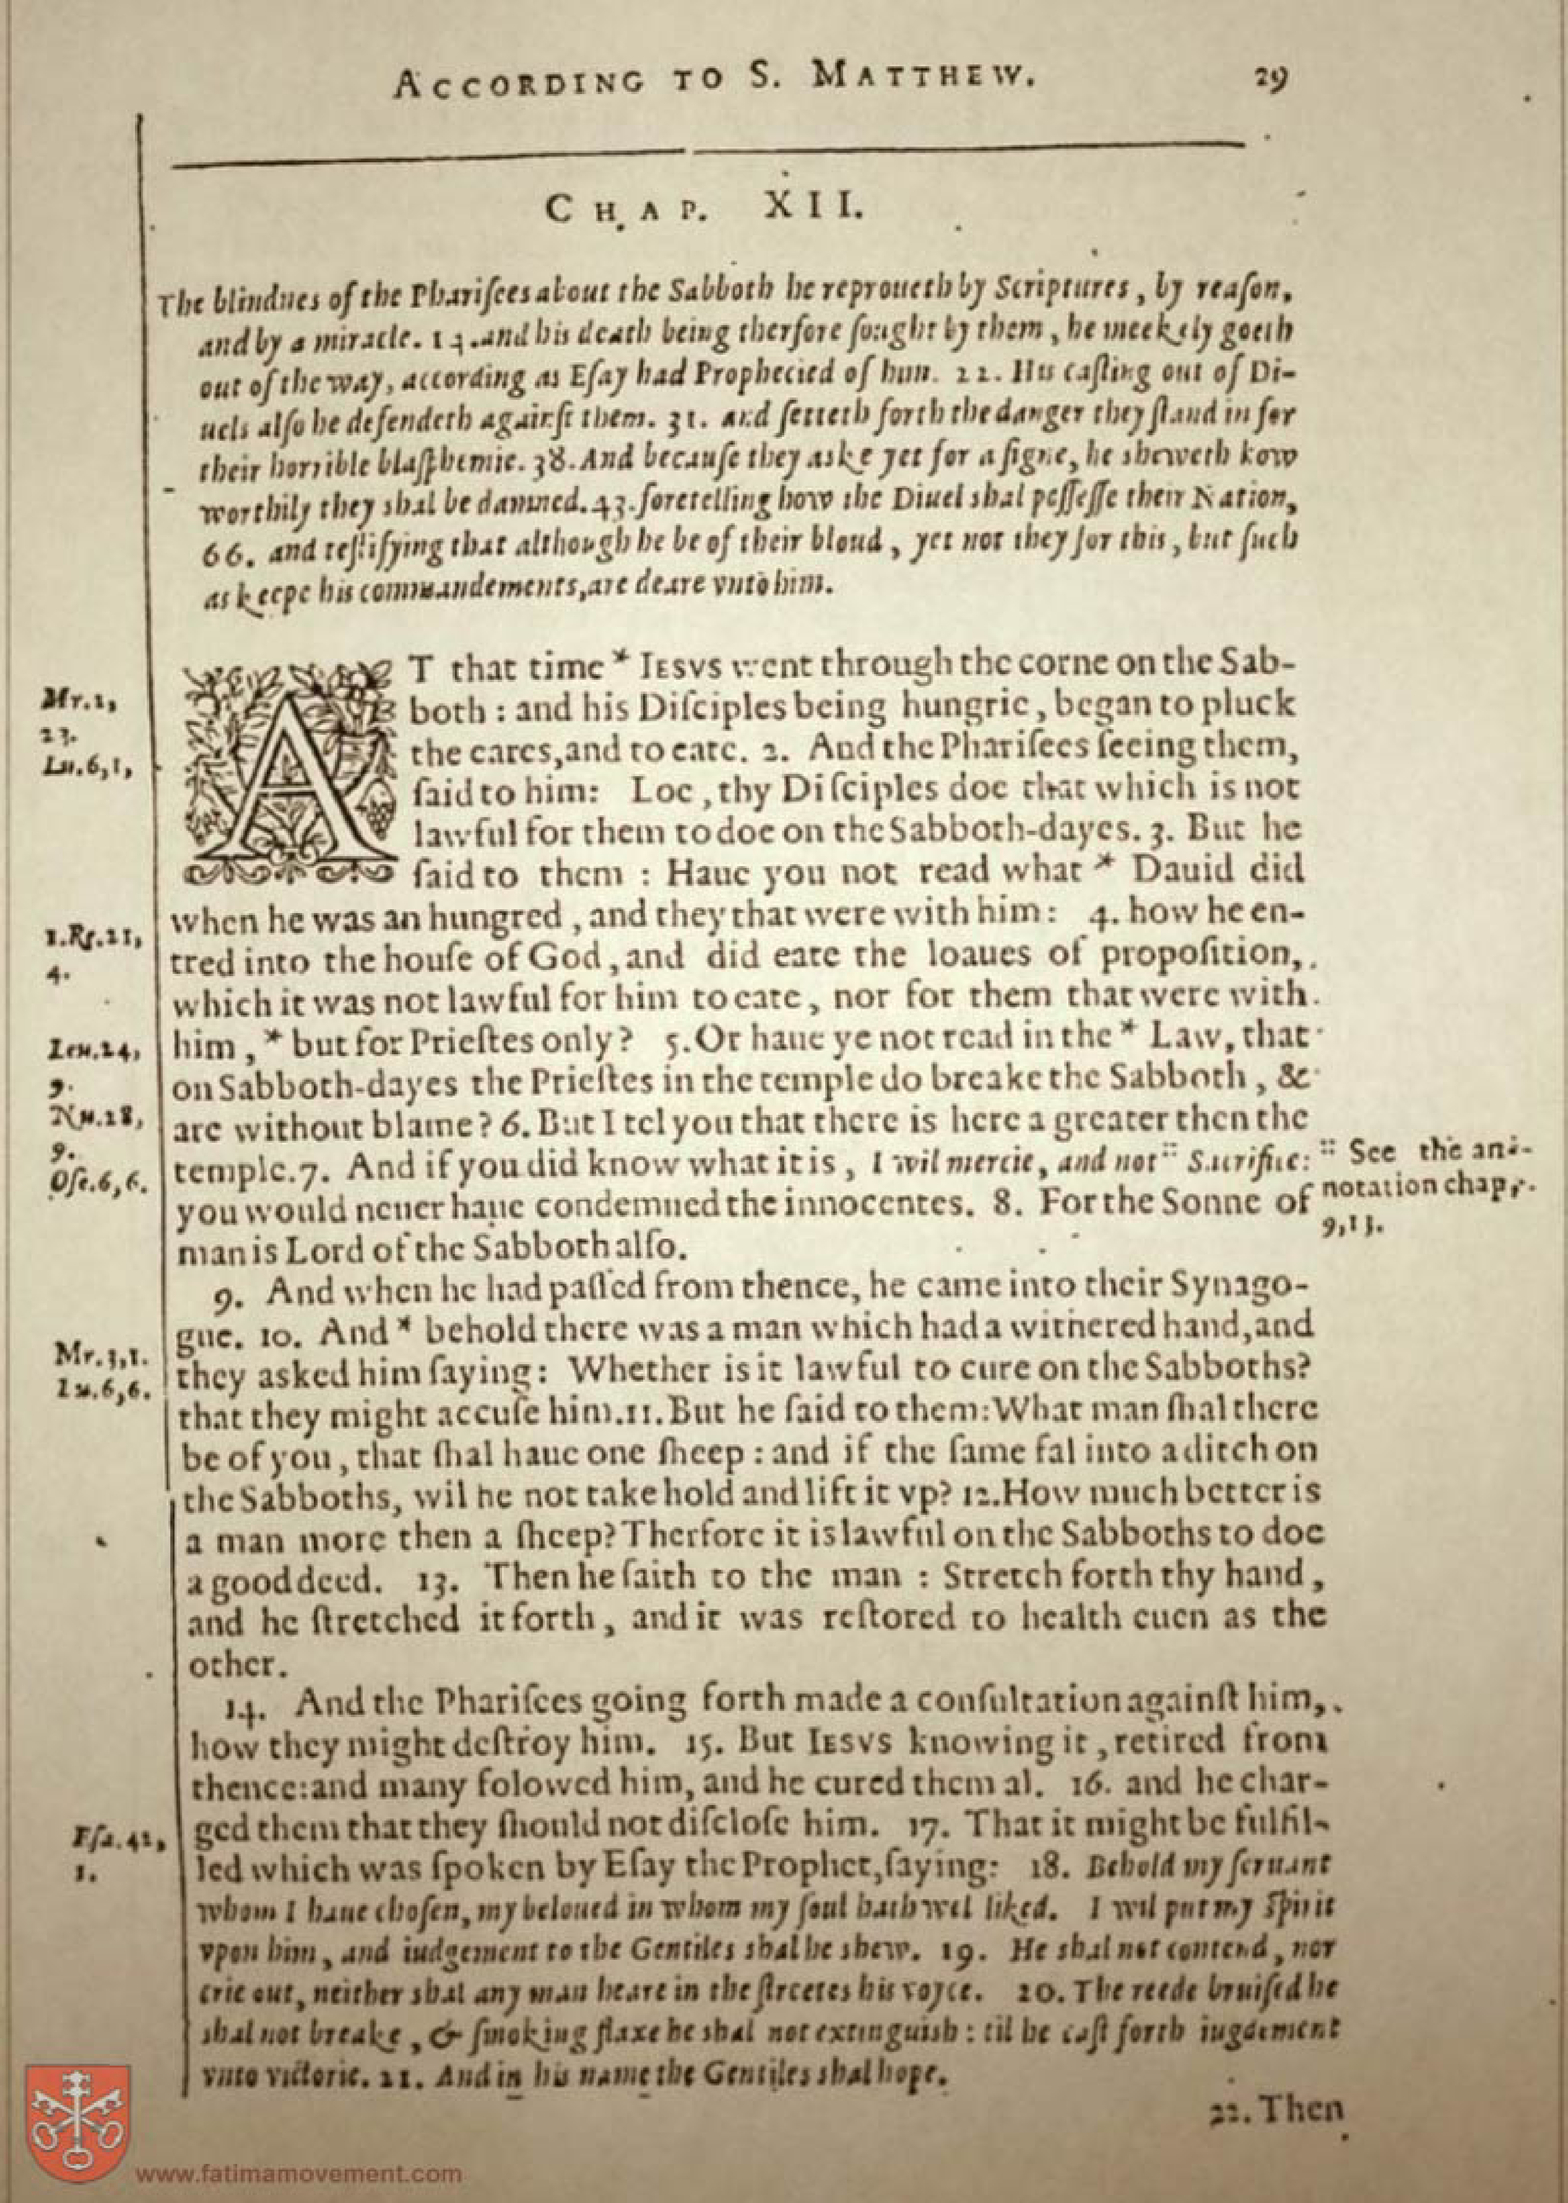 ACCORDING TO S. MATTHEW. 29
CHAP. XII.
The blindnes of the Phariſees about the Sabboth he reproueth by Scriptures, by reaſon,
and by a miracle. 14. and his death being therfore ſought by them, he meekely goeth
out of the way, according as Eſay had Prophecied of him. 22. His caſting out of Di-
uels alſo he defendeth againſt them. 31. and ſetteth forth the danger they ſtand in for
their horrible blaſphemie. 38. And becauſe they aske yet for a ſigne, he sheweth how
worthily they shal be damned. 43. foretelling how the Diuel shal poſſeſſe their Nation,
66. and teſtifying that although he be of their bloud, yet not they for this, but ſuch
as keepe his commandements, are deare vnto him.
AT that time * IESVS went through the corne on the Sab-
both : and his Diſciples being hungrie, began to pluck
the eares, and to eate. 2. And the Phariſees ſeeing them,
ſaid to him: Loe, thy Diſciples doe that which is not
lawful for them to doe on the Sabboth-dayes. 3. But he
ſaid to them : Haue you not read what * Dauid did
when he was an hungred, and they that were with him: 4. how he en-
tred into the houſe of God, and did eate the loaues of propoſition,
which it was not lawful for him to eate, nor for them that were with
him, * but for Prieſtes only? 5. Or haue ye not read in the * Law, that
on Sabboth-dayes the Prieſtes in the temple do breake the Sabboth, &
are without blame? 6. But I tel you that there is here a greater then the
temple. 7. And if you did know what it is, I wil mercie, and not :: Sacrifice:
you would neuer haue condemned the innocentes. 8. For the Sonne of
man is Lord of the Sabboth alſo.
9. And when he had paſſed from thence, he came into their Synago-
gue. 10. And * behold there was a man which had a withered hand, and
they asked him ſaying: Whether is it lawful to cure on the Sabboths?
that they might accuſe him. 11. But he ſaid to them: What man ſhal there
be of you, that ſhal haue one ſheep : and if the ſame fal into a ditch on
the Sabboths, wil he not take hold and lift it vp? 12. How much better is
a man more then a ſheep? Therfore it is lawful on the Sabboths to doe
a good deed. 13. Then he ſaith to the man : Stretch forth thy hand,
and he ſtretched it forth, and it was reſtored to health euen as the
other.
14. And the Phariſees going forth made a conſultation againſt him,
how they might deſtroy him. 15. But IESVS knowing it, retired from
thence: and many folowed him, and he cured them al. 16. and he char-
ged them that they ſhould not diſcloſe him. 17. That it might be fulfil-
led which was ſpoken by Eſay the Prophet, ſaying: 18. Behold my ſeruant
whom I haue choſen, my beloued in whom my ſoul hath wel liked. I wil put my Spirit
vpon him, and iudgement to the Gentiles shal he shew. 19. He shal not contend, nor
crie out, neither shal any man heare in the ſtreetes his voyce. 20. The reede bruiſed he
shal not breake, & ſmoking flaxe he shal not extinguish : til he caſt forth iugdement
vnto victorie. 21. And in his name the Gentiles shal hope.
22. Then
Mr. 2,
23.
Lu. 6, 1,
1. Rg. 21,
4.
Leu. 24,
9.
Nu. 28,
9.
Oſe. 6, 6.
:: See the an-
notation chap.
9, 13.
Mr. 3, 1.
Lu. 6, 6.
Eſa. 42,
1.
www.fatimamovement.com